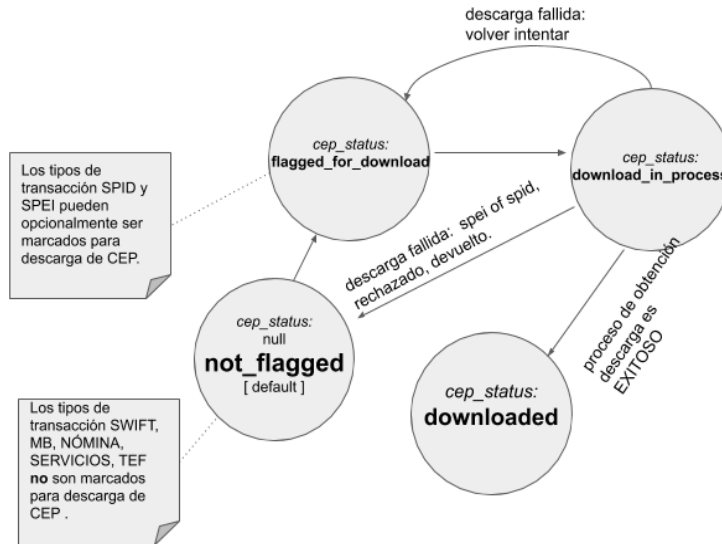 descarga fallida:
volver intentar
cep_status:
flagged_for_download
cep_status:
download_in_process
Los tipos de
transacción SPID y
SPEI pueden
opcionalmente ser
marcados para
descarga de CEP.
descarga fallida: spei of spid,
rechazado, devuelto.
cep_status:
null
not_flagged
[ default ]
proceso de obtención
descarga es
EXITOSO
cep_status:
downloaded
Los tipos de
transacción SWIFT,
MB, NÓMINA,
SERVICIOS, TEF
no son marcados
para descarga de
CEP .